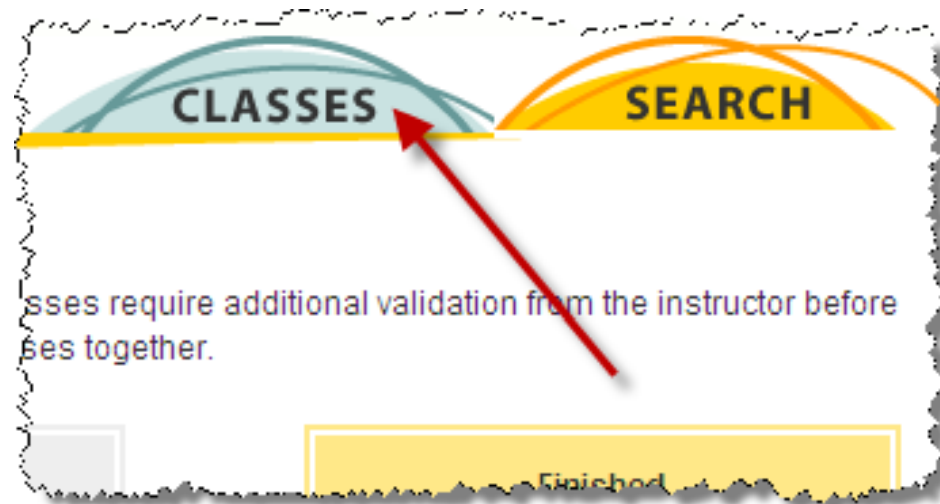 CLASSES SEARCH
sses require additional validation from the instructor before
ses together.
Finished